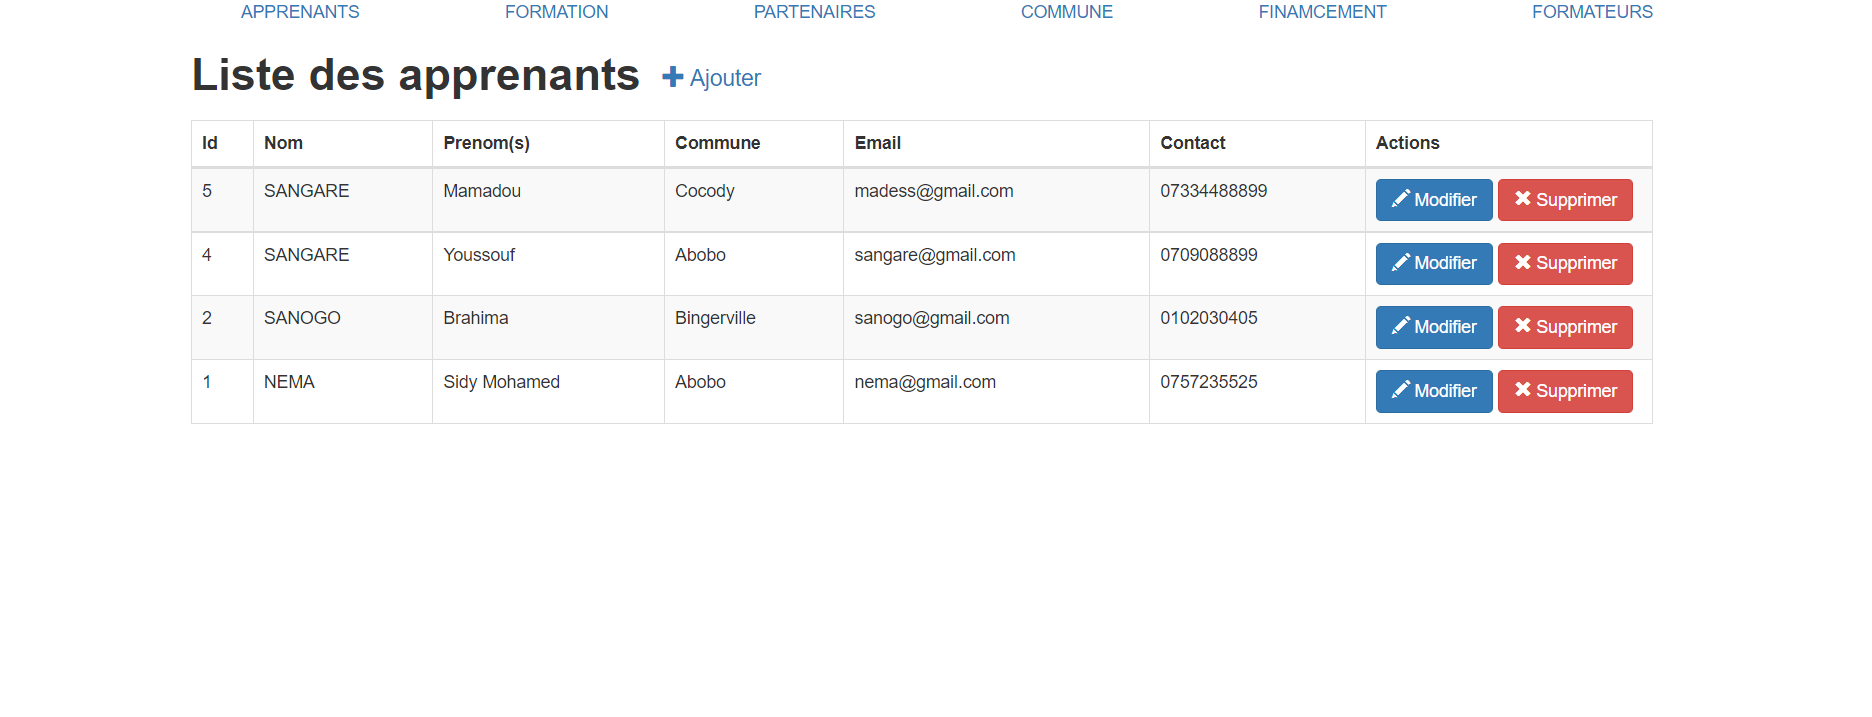 APPRENANTS FORMATION PARTENAIRES COMMUNE FINAMCEMENT FORMATEURS
Liste des apprenants Ajouter
Id Nom Prenom(s) Commune Email Contact Actions
5 SANGARE Mamadou Cocody madess@gmail.com 07334488899 Modifier Supprimer
4 SANGARE Youssouf Abobo sangare@gmail.com 0709088899 Modifier Supprimer
2 SANOGO Brahima Bingerville sanogo@gmail.com 0102030405 Modifier Supprimer
1 NEMA Sidy Mohamed Abobo nema@gmail.com 0757235525 Modifier Supprimer